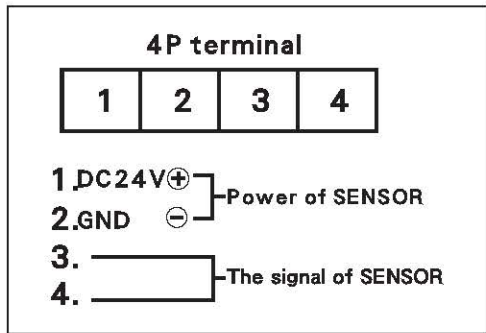 4P terminal
1 2 3 4
1.DC24V⊕
2.GND ⊖
Power of SENSOR
3.
4.
The signal of SENSOR